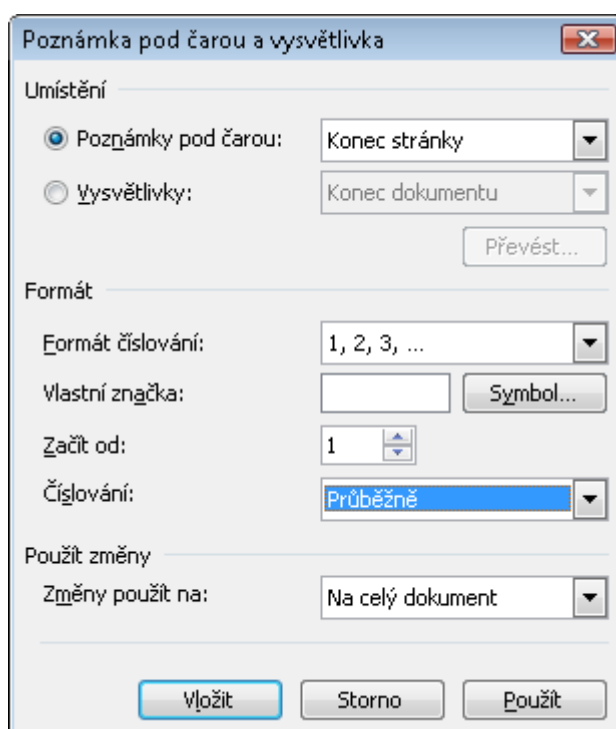 Poznámka pod čarou a vysvětlivka
Umístění
Poznámky pod čarou: Konec stránky
Vysvětlivky: Konec dokumentu
Převést...
Formát
Formát číslování: 1, 2, 3, ...
Vlastní značka: Symbol...
Začít od: 1
Číslování: Průběžně
Použít změny
Změny použít na: Na celý dokument
Vložit Storno Použít